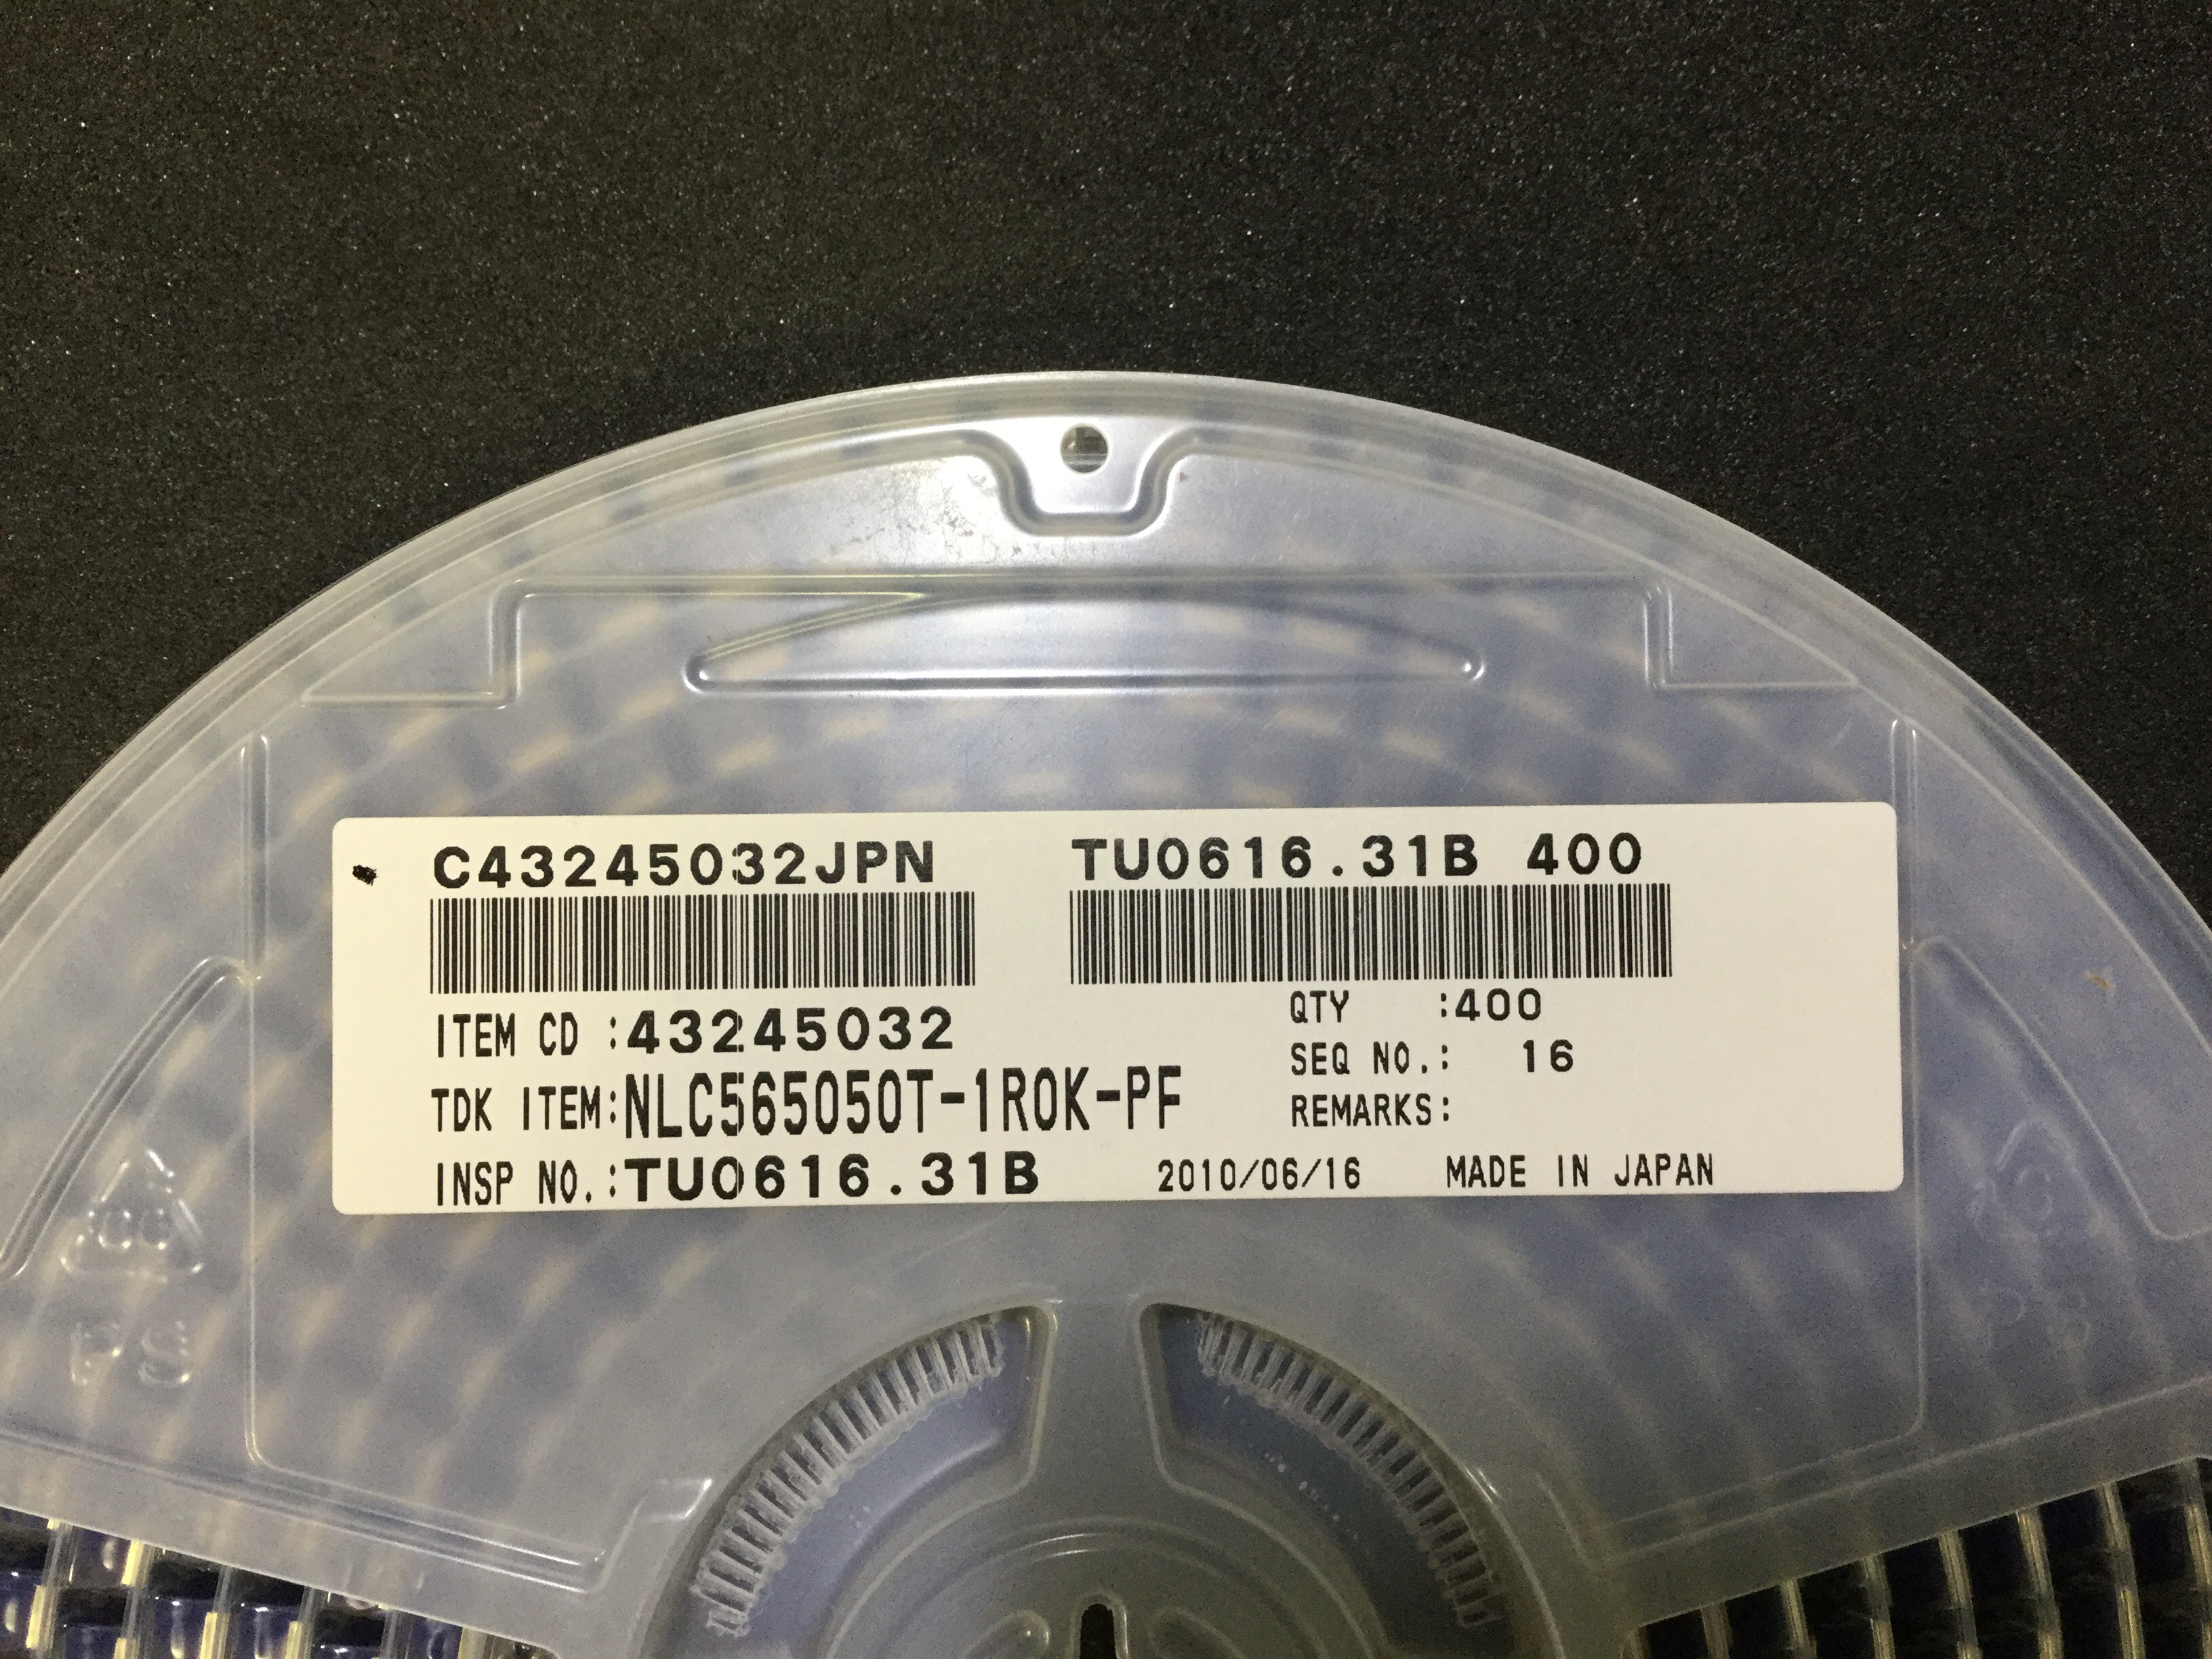 C43245032JPN TU0616.31B 400
ITEM CD :43245032
QTY :400
SEQ NO.: 16
TDK ITEM:NLC565050T-1R0K-PF
REMARKS:
INSP NO.:TU0616.31B 2010/06/16 MADE IN JAPAN
PS